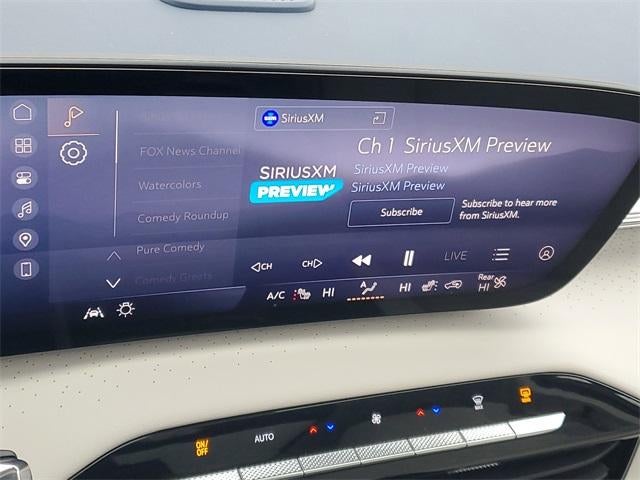 SiriusXM
Ch 1 SiriusXM Preview
FOX News Channel
SIRIUSXM
PREVIEW
SiriusXM Preview
SiriusXM Preview
Watercolors
Comedy Roundup
Subscribe
Subscribe to hear more
from SiriusXM.
Pure Comedy
Comedy Greats
CH
CH
LIVE
A/C
HI
A
HI
Rear
HI
ON/
OFF
AUTO
REAR